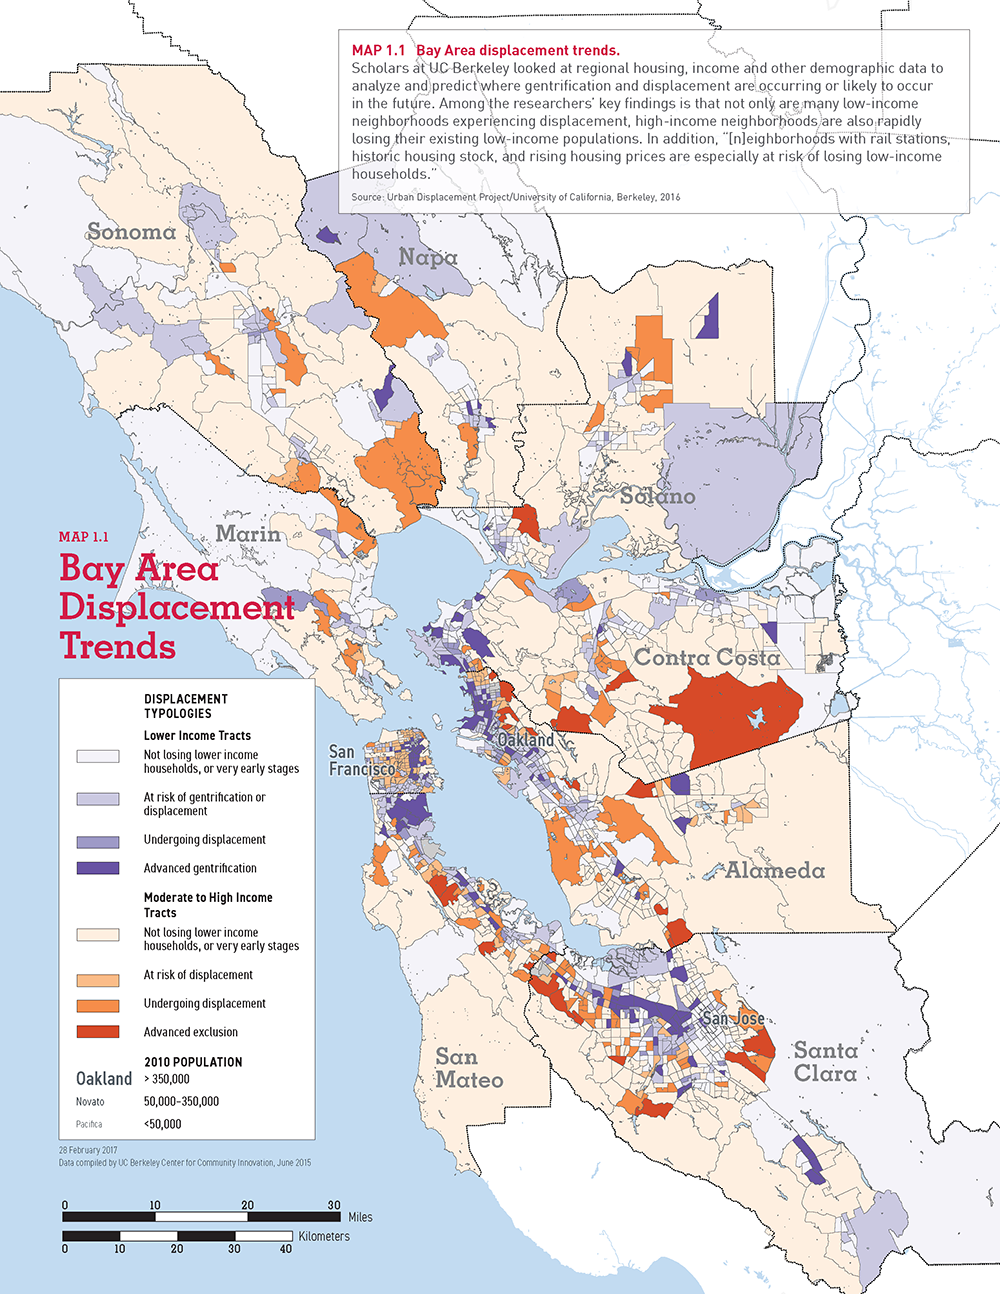 MAP 1.1 Bay Area displacement trends.
Scholars at UC Berkeley looked at regional housing, income and other demographic data to
analyze and predict where gentrification and displacement are occurring or likely to occur
in the future. Among the researchers' key findings is that not only are many low-income
neighborhoods experiencing displacement, high-income neighborhoods are also rapidly
losing their existing low-income populations. In addition, "[n]eighborhoods with rail stations,
historic housing stock, and rising housing prices are especially at risk of losing low-income
households."
Source: Urban Displacement Project/University of California, Berkeley, 2016
Sonoma
Napa
Solano
Marin
MAP 1.1
Bay Area
Displacement
Trends
Contra Costa
Oakland
San
Francisco
Alameda
San Jose
Santa
Clara
San
Mateo
DISPLACEMENT
TYPOLOGIES
Lower Income Tracts
Not losing lower income
households, or very early stages
At risk of gentrification or
displacement
Undergoing displacement
Advanced gentrification
Moderate to High Income
Tracts
Not losing lower income
households, or very early stages
At risk of displacement
Undergoing displacement
Advanced exclusion
2010 POPULATION
Oakland > 350,000
Novato 50,000–350,000
Pacifica <50,000
28 February 2017
Data compiled by UC Berkeley Center for Community Innovation, June 2015
0 10 20 30
Miles
Kilometers
0 10 20 30 40